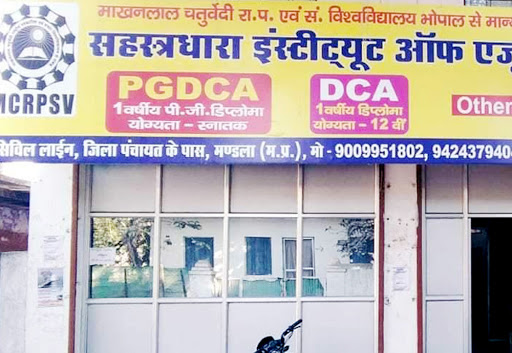 माखनलाल चतुर्वेदी रा.प. एवं सं. विश्वविद्यालय भोपाल से मान्य
सहस्त्रधारा इंस्टीट्यूट ऑफ एजू
MCRPSV
PGDCA
1 वर्षीय पी.जी.डिप्लोमा
योग्यता - स्नातक
DCA
1 वर्षीय डिप्लोमा
योग्यता - 12 वीं
Other
सिविल लाईन, जिला पंचायत के पास, मण्डला (म.प्र.), मो - 9009951802, 942437940